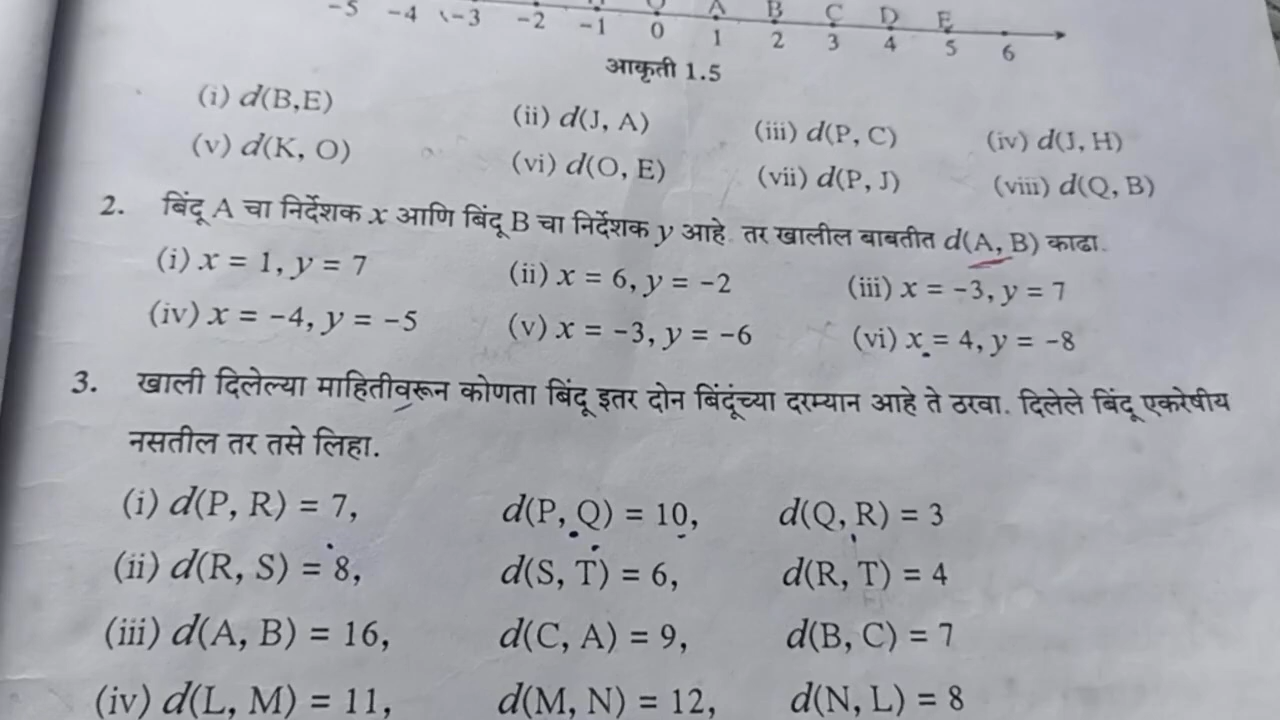 -5 -4 -3 -2 -1 0 1 2 3 4 5 6
A B C D E
आकृती 1.5
(i) d(B,E) (ii) d(J, A) (iii) d(P, C) (iv) d(J, H)
(v) d(K, O) (vi) d(O, E) (vii) d(P, J) (viii) d(Q, B)
2. बिंदू A चा निर्देशक x आणि बिंदू B चा निर्देशक y आहे. तर खालील बाबतीत d(A, B) काढा.
(i) x = 1, y = 7 (ii) x = 6, y = -2 (iii) x = -3, y = 7
(iv) x = -4, y = -5 (v) x = -3, y = -6 (vi) x = 4, y = -8
3. खाली दिलेल्या माहितीवरून कोणता बिंदू इतर दोन बिंदूंच्या दरम्यान आहे ते ठरवा. दिलेले बिंदू एकरेषीय
नसतील तर तसे लिहा.
(i) d(P, R) = 7, d(P, Q) = 10, d(Q, R) = 3
(ii) d(R, S) = 8, d(S, T) = 6, d(R, T) = 4
(iii) d(A, B) = 16, d(C, A) = 9, d(B, C) = 7
(iv) d(L, M) = 11, d(M, N) = 12, d(N, L) = 8